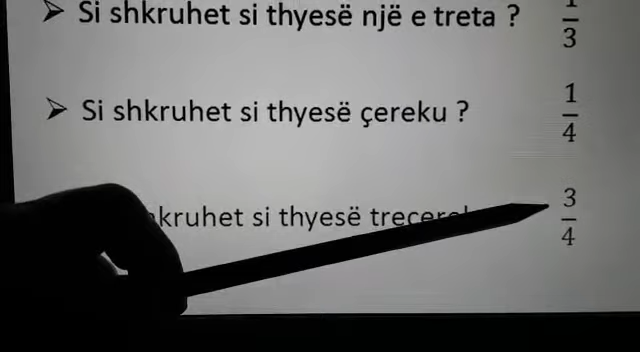 ➢ Si shkruhet si thyesë një e treta ? 1/3
➢ Si shkruhet si thyesë çereku ? 1/4
si thyesë 3/4